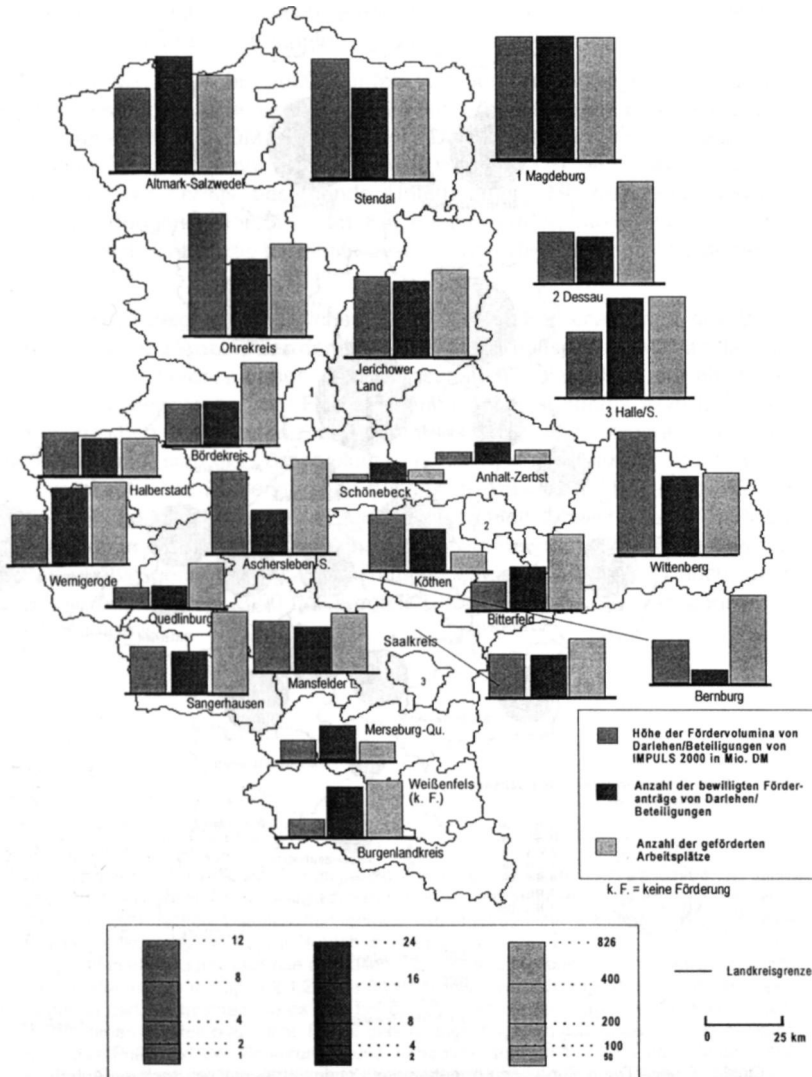 Altmark-Salzwedel
Stendal
1 Magdeburg
2 Dessau
Ohrekreis
Jerichower
Land
3 Halle/S.
1
Bördekreis
Halberstadt
Schönebeck
Anhalt-Zerbst
2
Wernigerode
Aschersleben-S.
Köthen
Wittenberg
Quedlinburg
Bitterfeld
Saalkreis
Mansfelder L.
3
Bernburg
Sangerhausen
Merseburg-Qu.
Weißenfels
(k. F.)
Burgenlandkreis
Höhe der Fördervolumina von
Darlehen/Beteiligungen von
IMPULS 2000 in Mio. DM
Anzahl der bewilligten Förder-
anträge von Darlehen/
Beteiligungen
Anzahl der geförderten
Arbeitsplätze
k. F. = keine Förderung
12
8
4
2
1
24
16
8
4
2
826
400
200
100
50
Landkreisgrenze
0 25 km